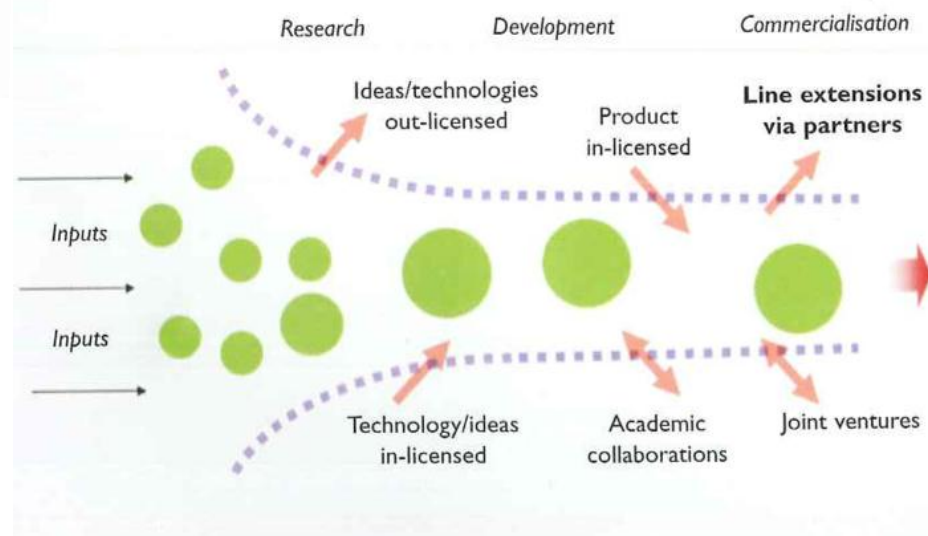 Research
Development
Commercialisation
Ideas/technologies
out-licensed
Product
in-licensed
Line extensions
via partners
Inputs
Inputs
Technology/ideas
in-licensed
Academic
collaborations
Joint ventures